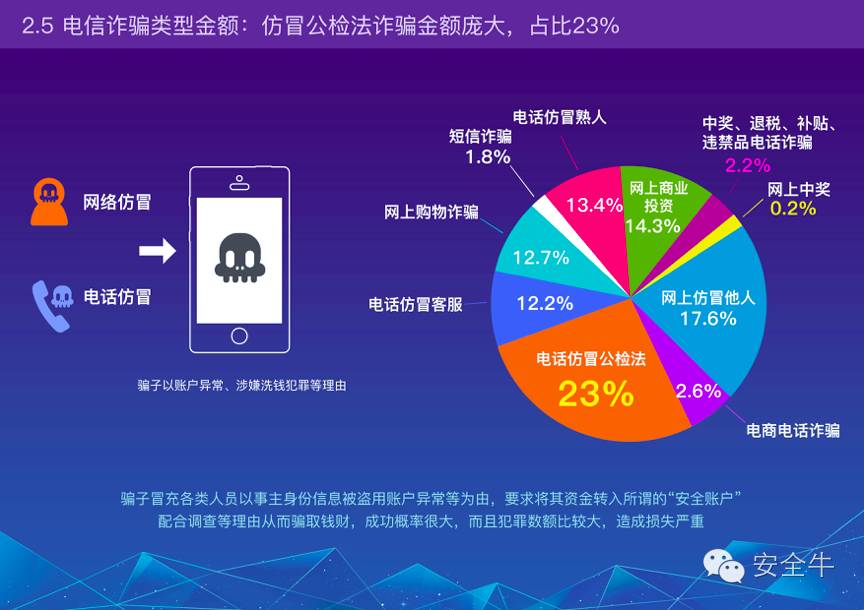 2.5 电信诈骗类型金额：仿冒公检法诈骗金额庞大，占比23%
网络仿冒
电话仿冒
骗子以账户异常、涉嫌洗钱犯罪等理由
电话仿冒熟人
13.4%
网上商业
投资
14.3%
中奖、退税、补贴、
违禁品电话诈骗
2.2%
网上中奖
0.2%
网上仿冒他人
17.6%
2.6%
电商电话诈骗
电话仿冒公检法
23%
电话仿冒客服
12.2%
网上购物诈骗
12.7%
短信诈骗
1.8%
骗子冒充各类人员以事主身份信息被盗用账户异常等为由，要求将其资金转入所谓的“安全账户”
配合调查等理由从而骗取钱财，成功概率很大，而且犯罪数额比较大，造成损失严重
安全牛